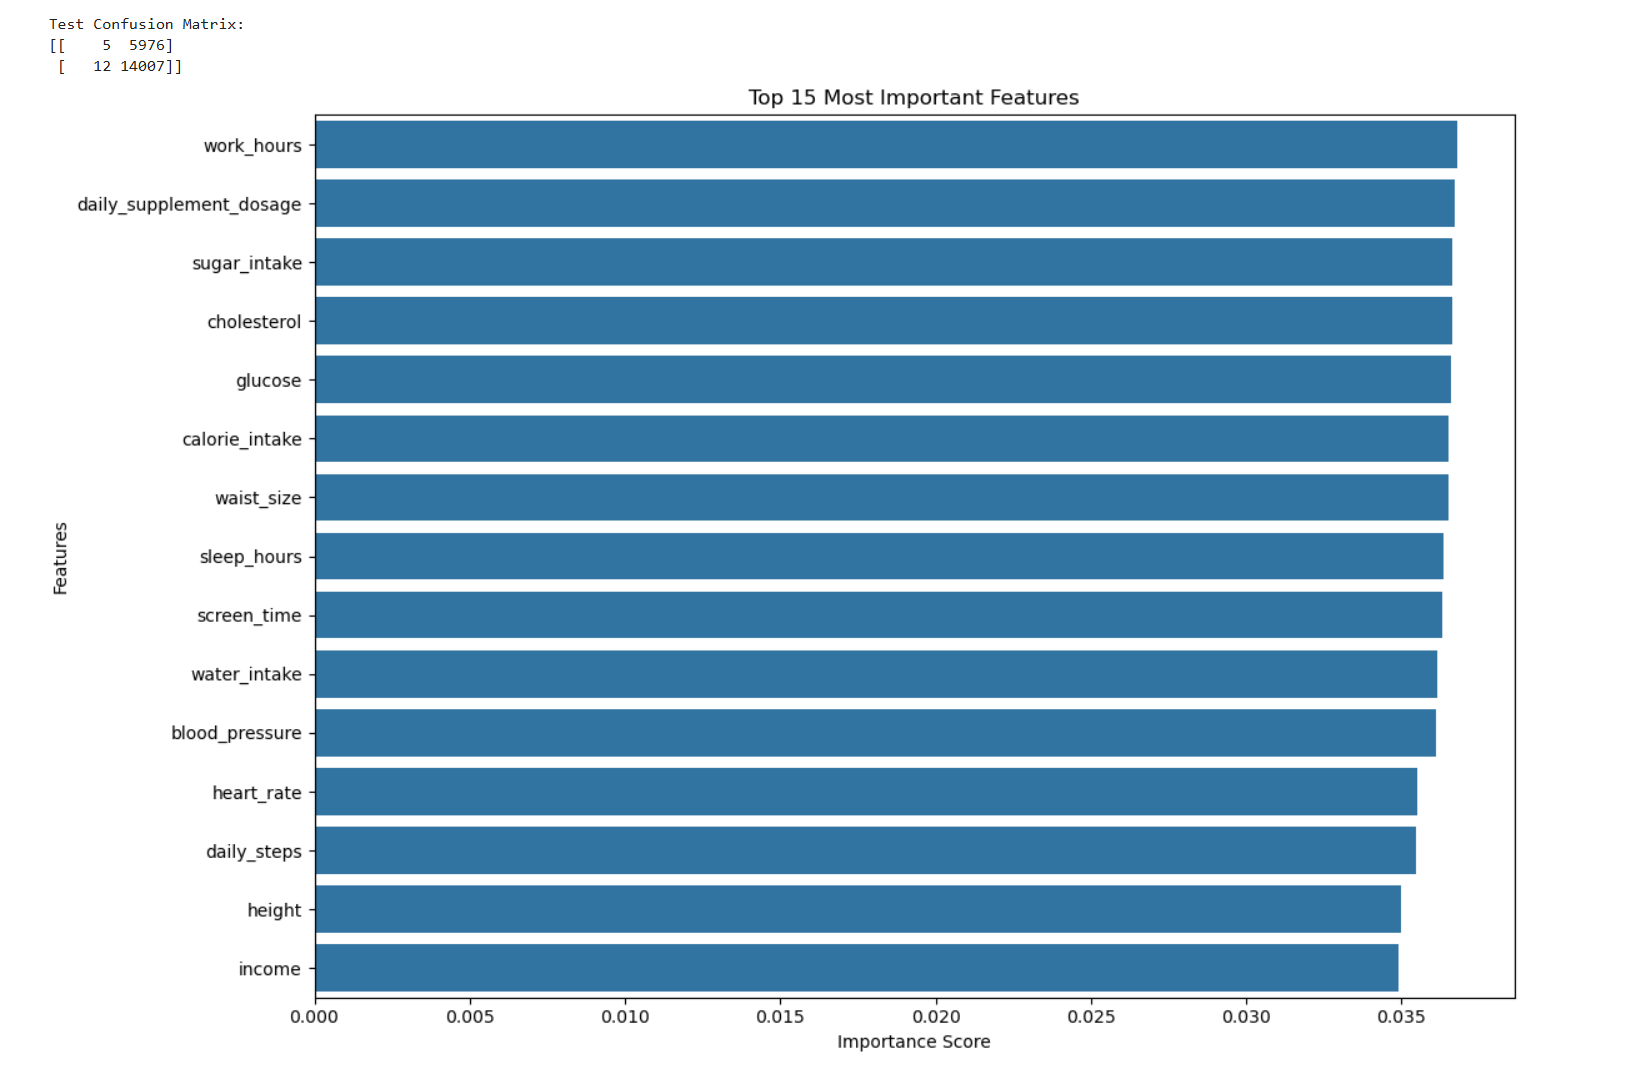 Test Confusion Matrix:
[[    5  5976]
 [   12 14007]]
Top 15 Most Important Features
work_hours
daily_supplement_dosage
sugar_intake
cholesterol
glucose
calorie_intake
waist_size
sleep_hours
screen_time
water_intake
blood_pressure
heart_rate
daily_steps
height
income
Features
0.000 0.005 0.010 0.015 0.020 0.025 0.030 0.035
Importance Score